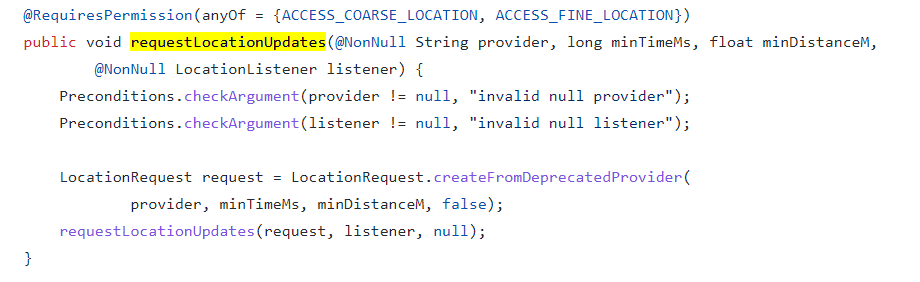 @RequiresPermission(anyOf = {ACCESS_COARSE_LOCATION, ACCESS_FINE_LOCATION})
public void requestLocationUpdates(@NonNull String provider, long minTimeMs, float minDistanceM,
        @NonNull LocationListener listener) {
    Preconditions.checkArgument(provider != null, "invalid null provider");
    Preconditions.checkArgument(listener != null, "invalid null listener");

    LocationRequest request = LocationRequest.createFromDeprecatedProvider(
            provider, minTimeMs, minDistanceM, false);
    requestLocationUpdates(request, listener, null);
}